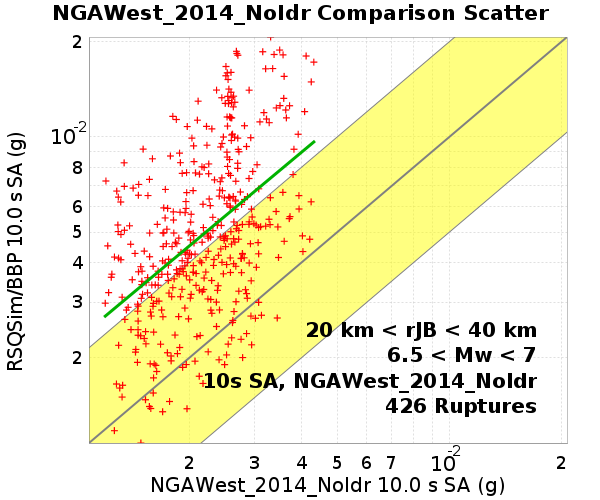 NGAWest_2014_NoIdr Comparison Scatter
RSQSim/BBP 10.0 s SA (g)
2
10-2
8
6
5
4
3
2
20 km < rJB < 40 km
6.5 < Mw < 7
10s SA, NGAWest_2014_NoIdr
426 Ruptures
2 3 4 5 6 7 10-2 2
NGAWest_2014_NoIdr 10.0 s SA (g)